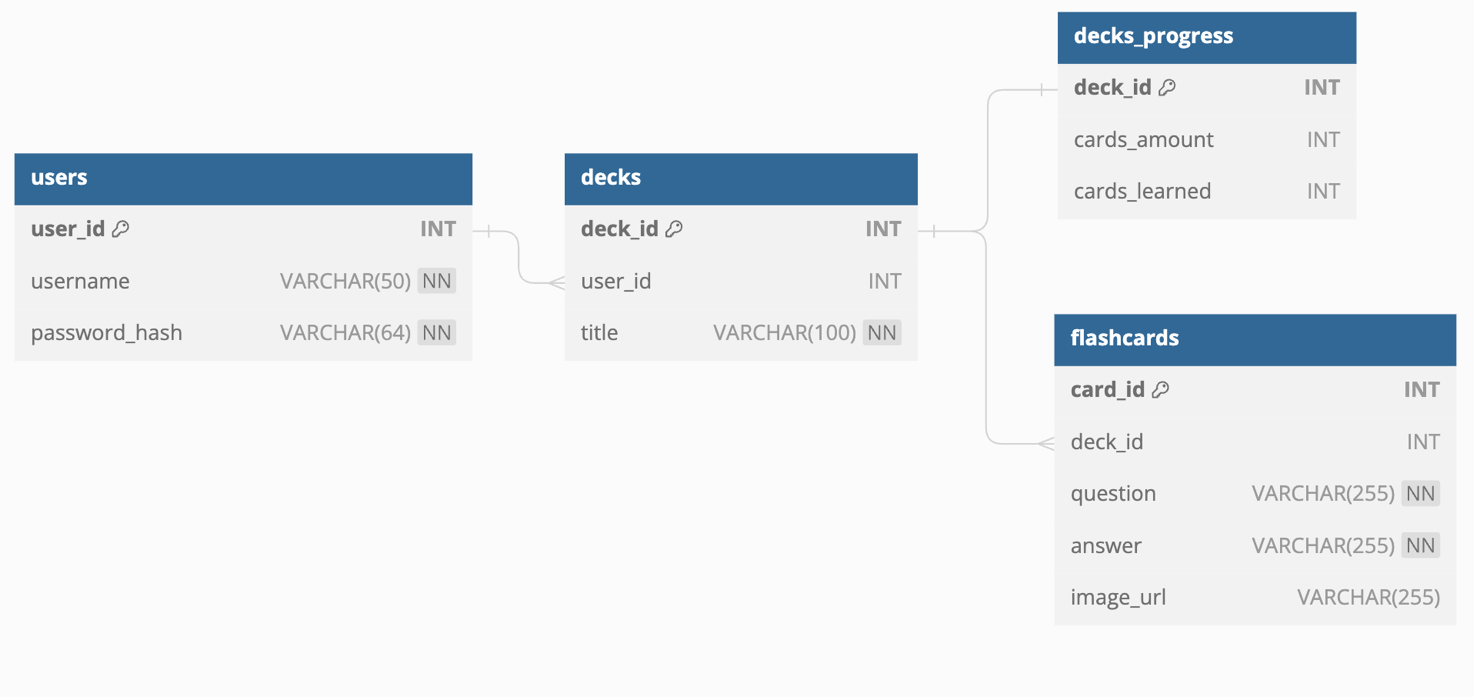 users
user_id INT
username VARCHAR(50) NN
password_hash VARCHAR(64) NN
decks
deck_id INT
user_id INT
title VARCHAR(100) NN
decks_progress
deck_id INT
cards_amount INT
cards_learned INT
flashcards
card_id INT
deck_id INT
question VARCHAR(255) NN
answer VARCHAR(255) NN
image_url VARCHAR(255)